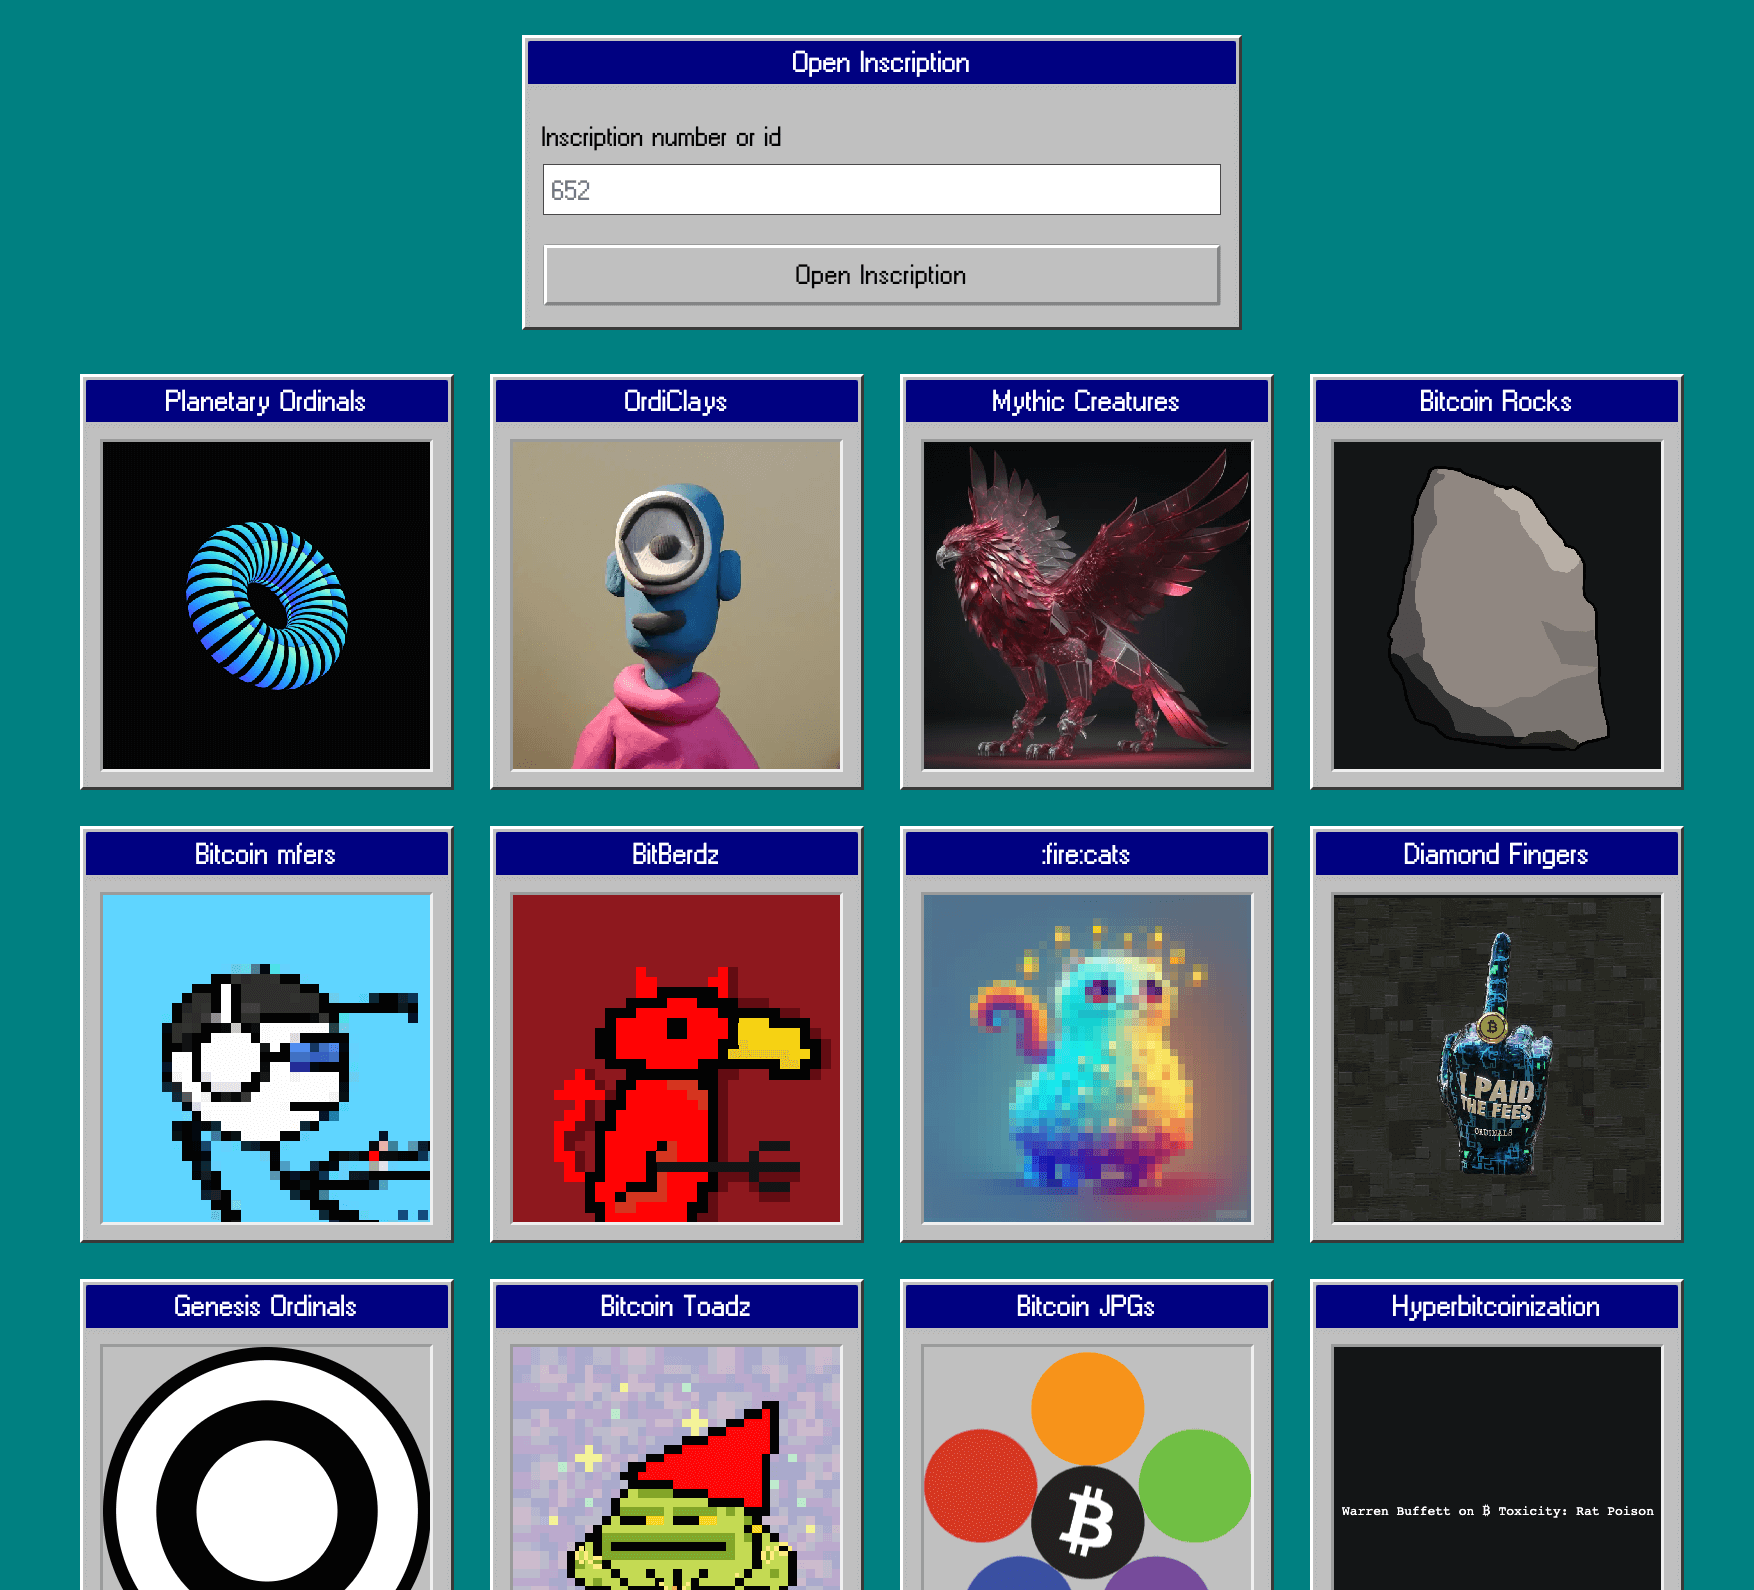 Open Inscription
Inscription number or id
652
Open Inscription
Planetary Ordinals
OrdiClays
Mythic Creatures
Bitcoin Rocks
Bitcoin mfers
BitBerdz
:fire:cats
Diamond Fingers
I PAID
THE FEES
ORDINALS
Genesis Ordinals
Bitcoin Toadz
Bitcoin JPGs
Hyperbitcoinization
Warren Buffett on ₿ Toxicity: Rat Poison